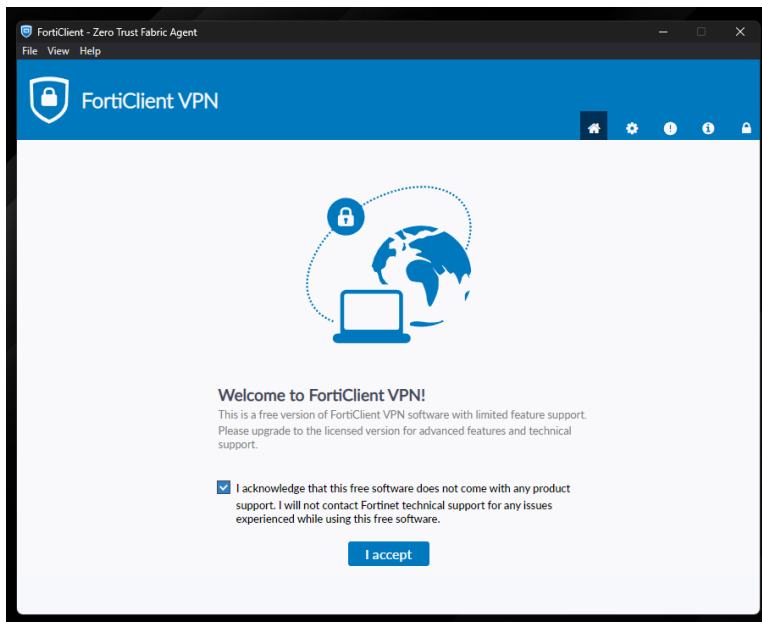 FortiClient - Zero Trust Fabric Agent
File View Help
FortiClient VPN
Welcome to FortiClient VPN!
This is a free version of FortiClient VPN software with limited feature support.
Please upgrade to the licensed version for advanced features and technical
support.
I acknowledge that this free software does not come with any product
support. I will not contact Fortinet technical support for any issues
experienced while using this free software.
I accept